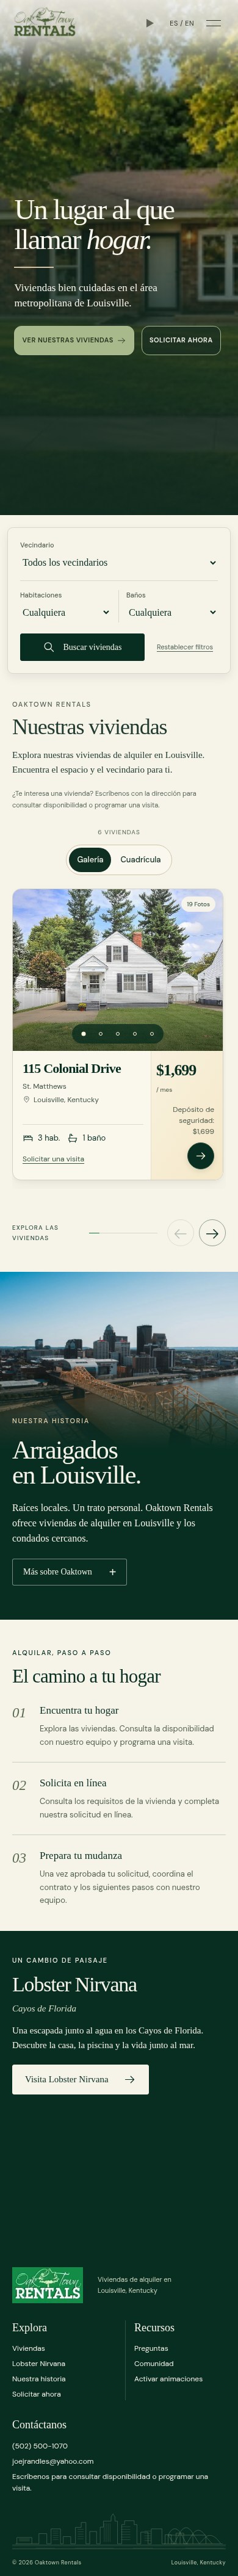 Oak Town
RENTALS
ES / EN
Un lugar al que
llamar hogar.
Viviendas bien cuidadas en el área
metropolitana de Louisville.
VER NUESTRAS VIVIENDAS →
SOLICITAR AHORA
Vecindario
Todos los vecindarios
Habitaciones
Baños
Cualquiera
Cualquiera
Buscar viviendas
Restablecer filtros
OAKTOWN RENTALS
Nuestras viviendas
Explora nuestras viviendas de alquiler en Louisville.
Encuentra el espacio y el vecindario para ti.
¿Te interesa una vivienda? Escríbenos con la dirección para
consultar disponibilidad o programar una visita.
6 VIVIENDAS
Galería
Cuadrícula
19 Fotos
115 Colonial Drive
$1,699
/ mes
St. Matthews
Louisville, Kentucky
Depósito de
seguridad:
$1,699
3 hab.
1 baño
Solicitar una visita
EXPLORA LAS
VIVIENDAS
NUESTRA HISTORIA
Arraigados
en Louisville.
Raíces locales. Un trato personal. Oaktown Rentals
ofrece viviendas de alquiler en Louisville y los
condados cercanos.
Más sobre Oaktown +
ALQUILAR, PASO A PASO
El camino a tu hogar
01
Encuentra tu hogar
Explora las viviendas. Consulta la disponibilidad
con nuestro equipo y programa una visita.
02
Solicita en línea
Consulta los requisitos de la vivienda y completa
nuestra solicitud en línea.
03
Prepara tu mudanza
Una vez aprobada tu solicitud, coordina el
contrato y los siguientes pasos con nuestro
equipo.
UN CAMBIO DE PAISAJE
Lobster Nirvana
Cayos de Florida
Una escapada junto al agua en los Cayos de Florida.
Descubre la casa, la piscina y la vida junto al mar.
Visita Lobster Nirvana →
Oak Town
RENTALS
Viviendas de alquiler en
Louisville, Kentucky
Explora
Viviendas
Lobster Nirvana
Nuestra historia
Solicitar ahora
Recursos
Preguntas
Comunidad
Activar animaciones
Contáctanos
(502) 500-1070
joejrandles@yahoo.com
Escríbenos para consultar disponibilidad o programar una
visita.
© 2026 Oaktown Rentals
Louisville, Kentucky